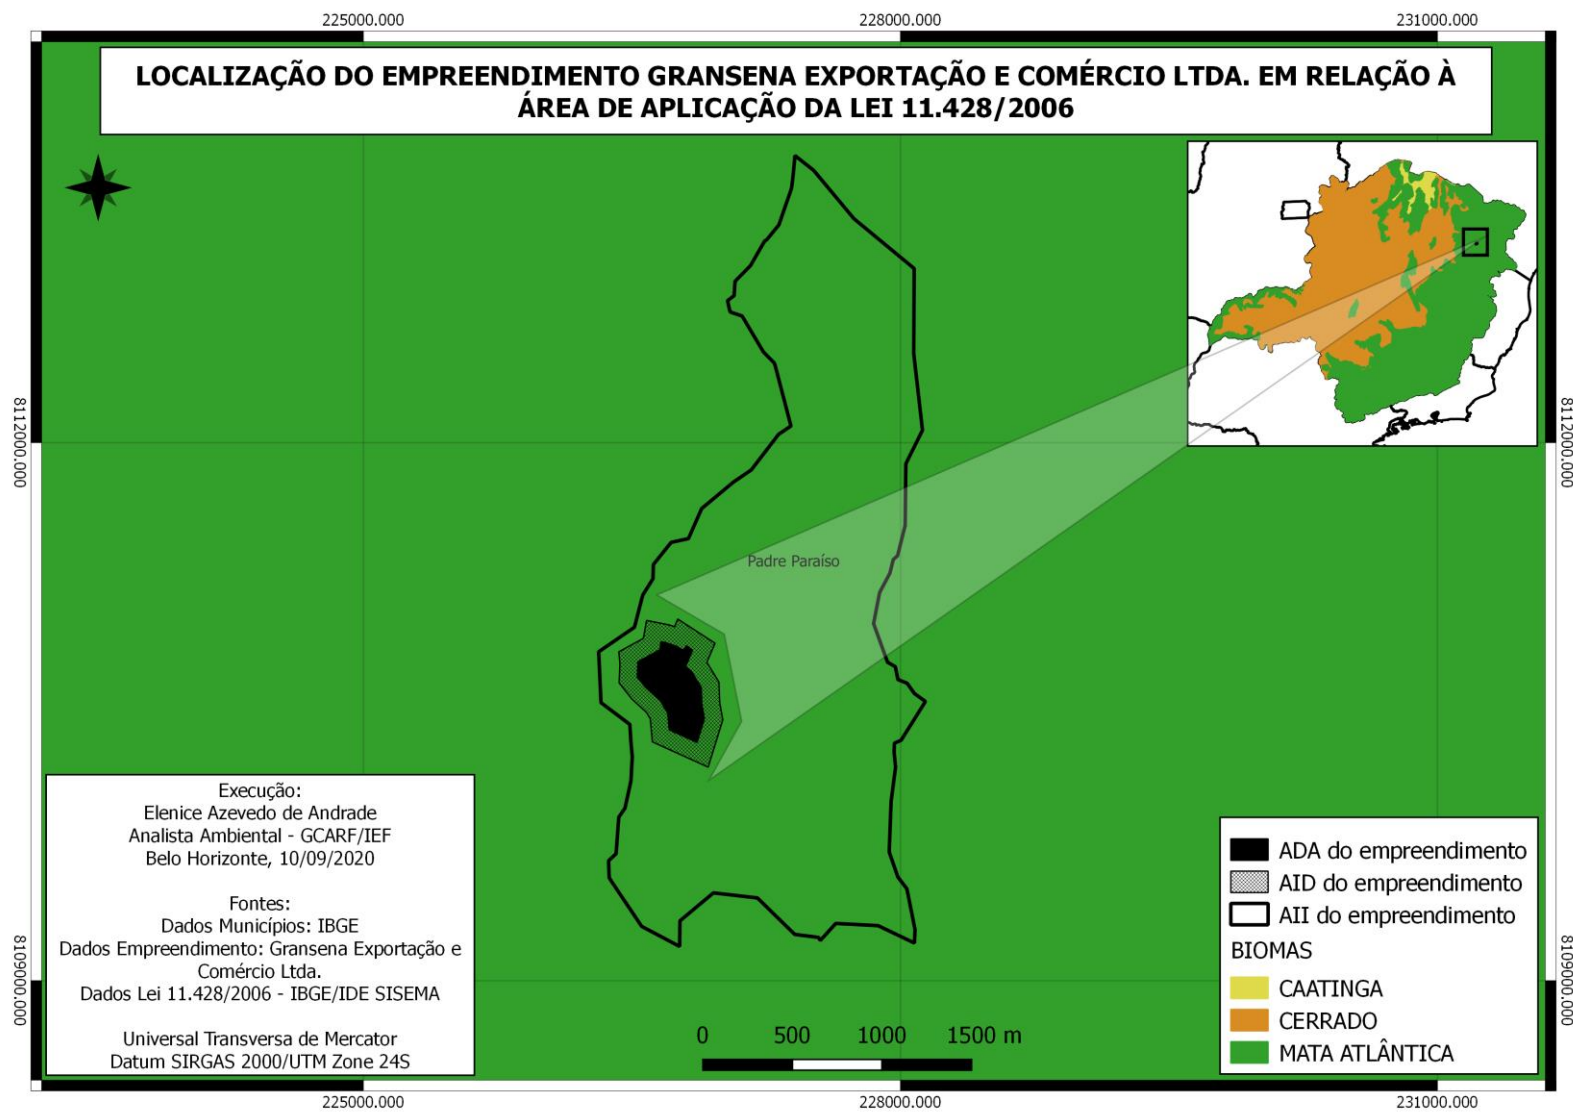 225000.000
228000.000
231000.000
LOCALIZAÇÃO DO EMPREENDIMENTO GRANSENA EXPORTAÇÃO E COMÉRCIO LTDA. EM RELAÇÃO À
ÁREA DE APLICAÇÃO DA LEI 11.428/2006
8112000.000
8112000.000
Padre Paraíso
Execução:
Elenice Azevedo de Andrade
Analista Ambiental - GCARF/IEF
Belo Horizonte, 10/09/2020
Fontes:
Dados Municípios: IBGE
Dados Empreendimento: Gransena Exportação e
Comércio Ltda.
Dados Lei 11.428/2006 - IBGE/IDE SISEMA
Universal Transversa de Mercator
Datum SIRGAS 2000/UTM Zone 24S
ADA do empreendimento
AID do empreendimento
AII do empreendimento
BIOMAS
CAATINGA
CERRADO
MATA ATLÂNTICA
8109000.000
8109000.000
0 500 1000 1500 m
225000.000
228000.000
231000.000